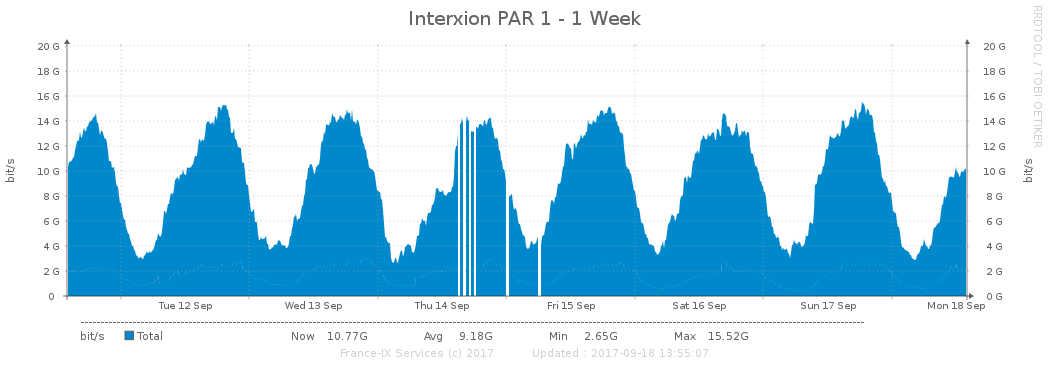 Interxion PAR 1 - 1 Week
RRDTOOL / TOBI OETIKER
20 G 20 G
18 G 18 G
16 G 16 G
14 G 14 G
12 G 12 G
10 G 10 G
8 G 8 G
6 G 6 G
4 G 4 G
2 G 2 G
0 0 G
bit/s
bit/s
Tue 12 Sep Wed 13 Sep Thu 14 Sep Fri 15 Sep Sat 16 Sep Sun 17 Sep Mon 18 Sep
bit/s Total Now 10.77G Avg 9.18G Min 2.65G Max 15.52G
France-IX Services (c) 2017 Updated : 2017-09-18 13:55:07